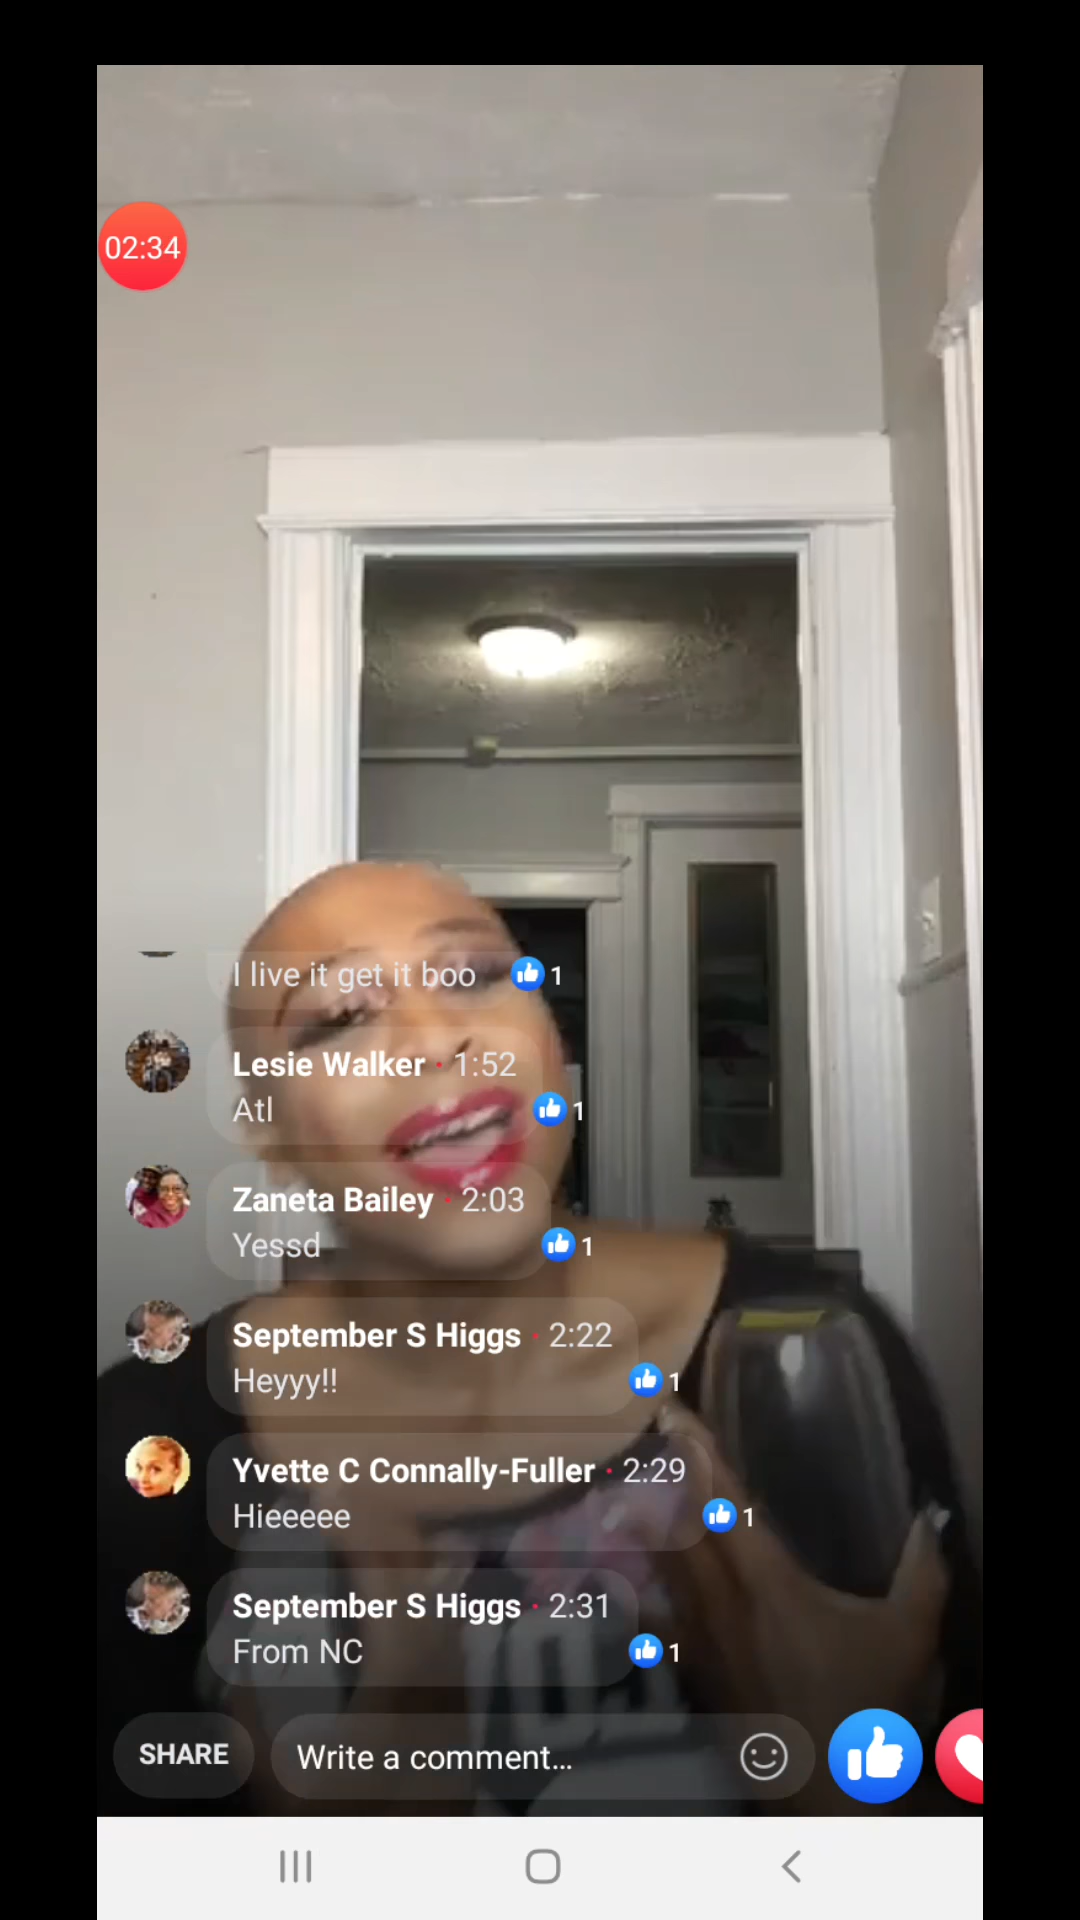 02:34
I live it get it boo 1
Lesie Walker · 1:52
Atl 1
Zaneta Bailey · 2:03
Yessd 1
September S Higgs · 2:22
Heyyy!! 1
Yvette C Connally-Fuller · 2:29
Hieeeee 1
September S Higgs · 2:31
From NC 1
SHARE
Write a comment...